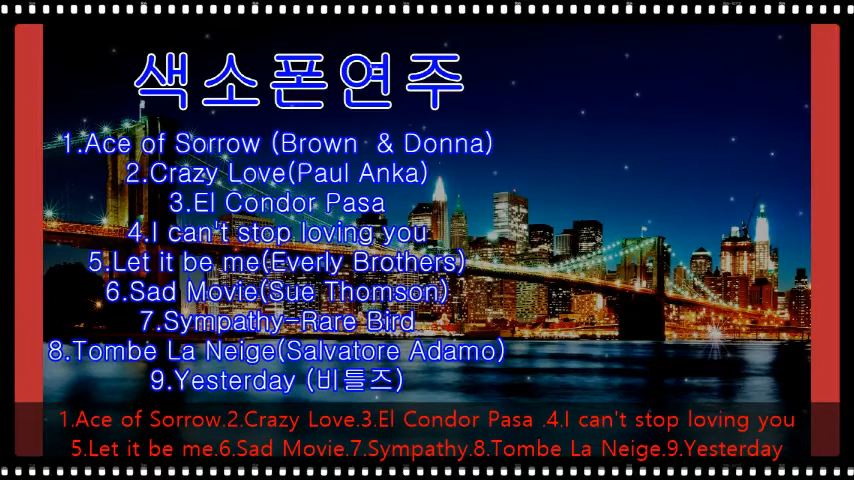 색소폰연주
1.Ace of Sorrow (Brown & Donna)
2.Crazy Love(Paul Anka)
3.El Condor Pasa
4.I can't stop loving you
5.Let it be me(Everly Brothers)
6.Sad Movie(Sue Thomson)
7.Sympathy-Rare Bird
8.Tombe La Neige(Salvatore Adamo)
9.Yesterday (비틀즈)
1.Ace of Sorrow.2.Crazy Love.3.El Condor Pasa .4.I can't stop loving you
5.Let it be me.6.Sad Movie.7.Sympathy.8.Tombe La Neige.9.Yesterday